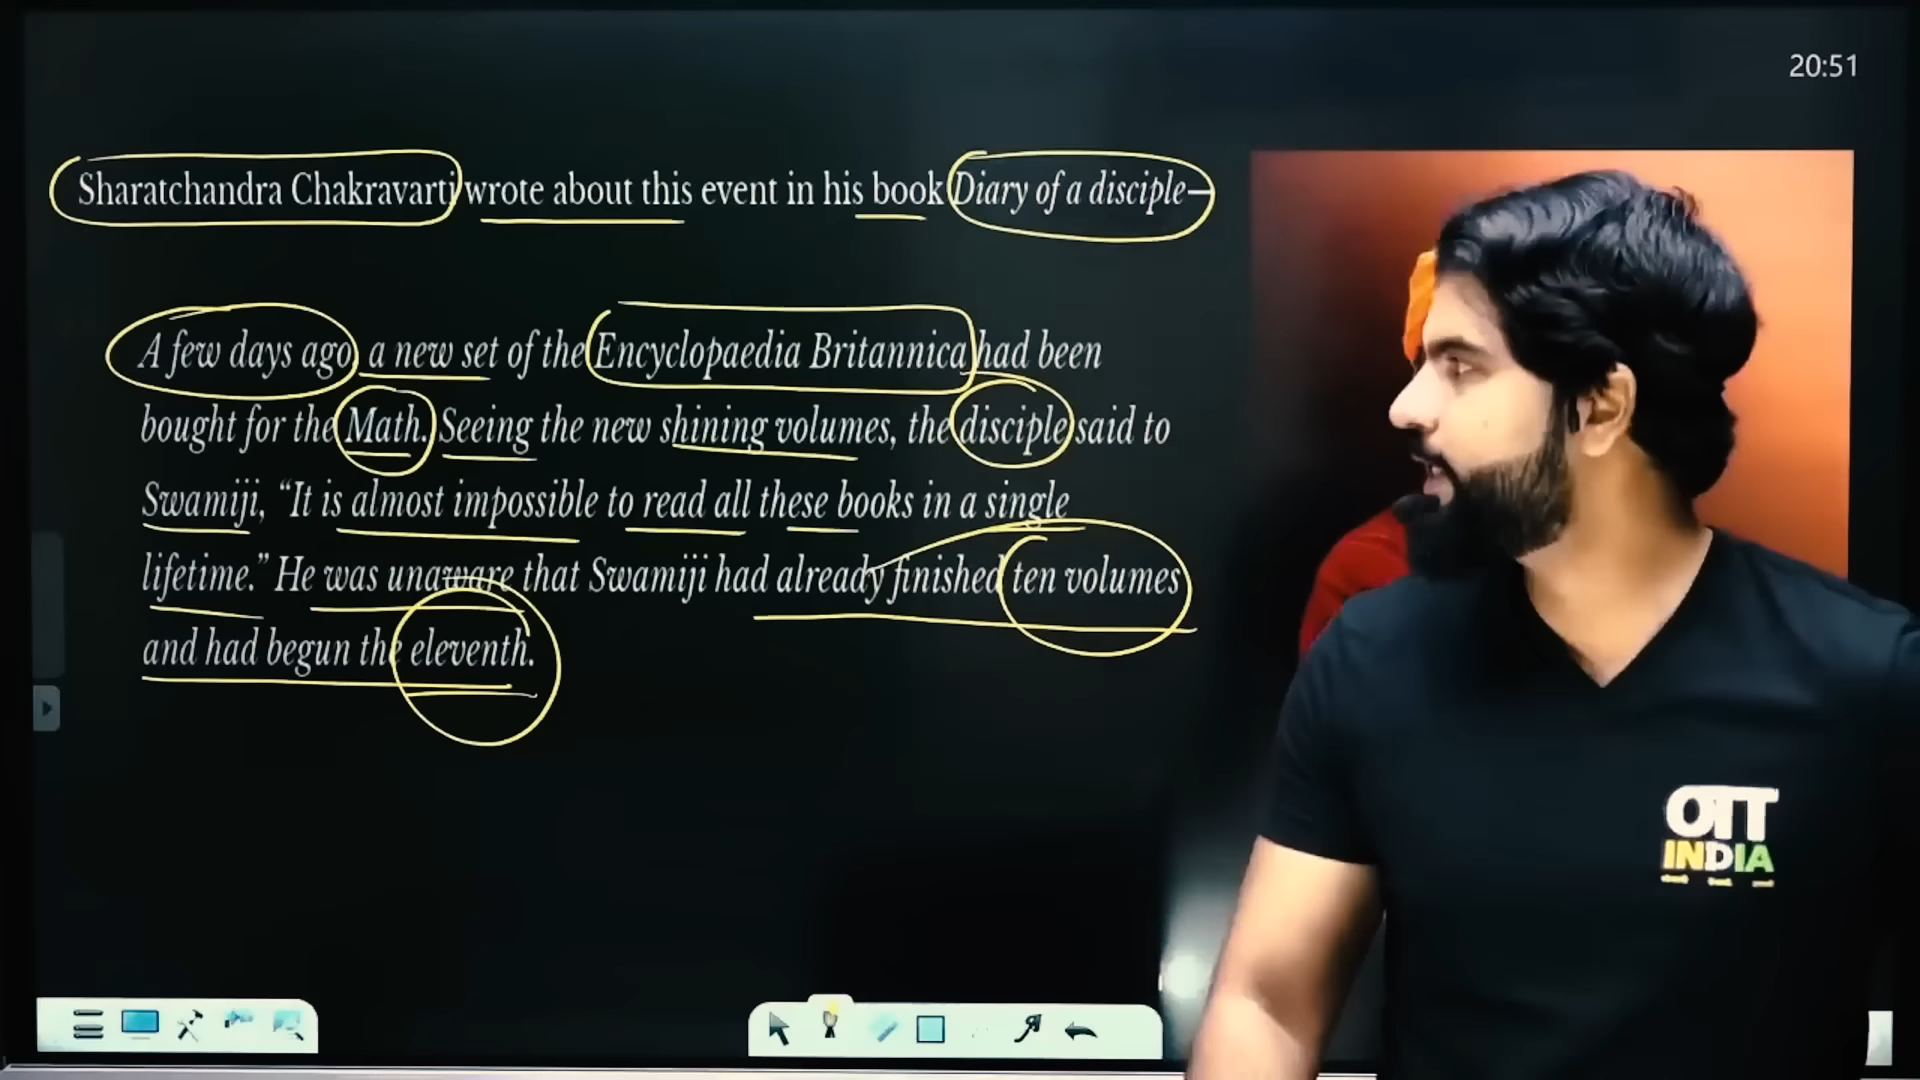 20:51
Sharatchandra Chakravarti wrote about this event in his book Diary of a disciple—
A few days ago, a new set of the Encyclopaedia Britannica had been
bought for the Math. Seeing the new shining volumes, the disciple said to
Swamiji, “It is almost impossible to read all these books in a single
lifetime.” He was unaware that Swamiji had already finished ten volumes
and had begun the eleventh.
OTT
INDIA